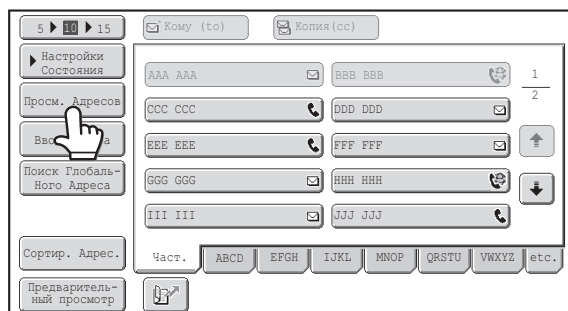 5 10 15
Кому (to)
Копия(cc)
Настройки
Состояния
Просм. Адресов
Поиск Глобаль-
Ного Адреса
Сортир. Адрес.
Предваритель-
ный просмотр
AAA AAA
BBB BBB
CCC CCC
DDD DDD
EEE EEE
FFF FFF
GGG GGG
HHH HHH
III III
JJJ JJJ
1
2
Част.
ABCD
EFGH
IJKL
MNOP
QRSTU
VWXYZ
etc.